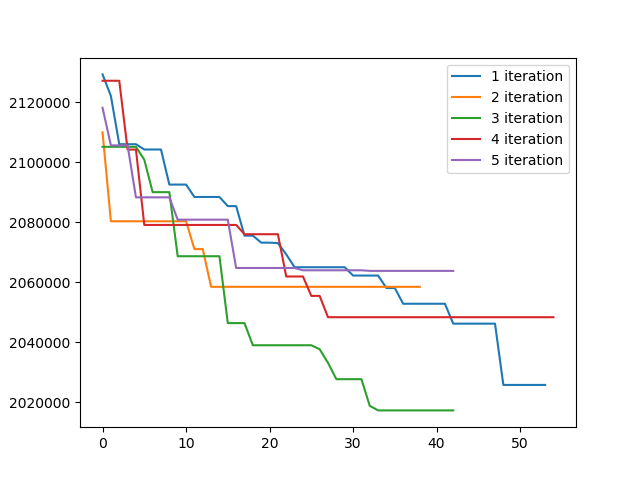 2120000
2100000
2080000
2060000
2040000
2020000
0 10 20 30 40 50
1 iteration
2 iteration
3 iteration
4 iteration
5 iteration